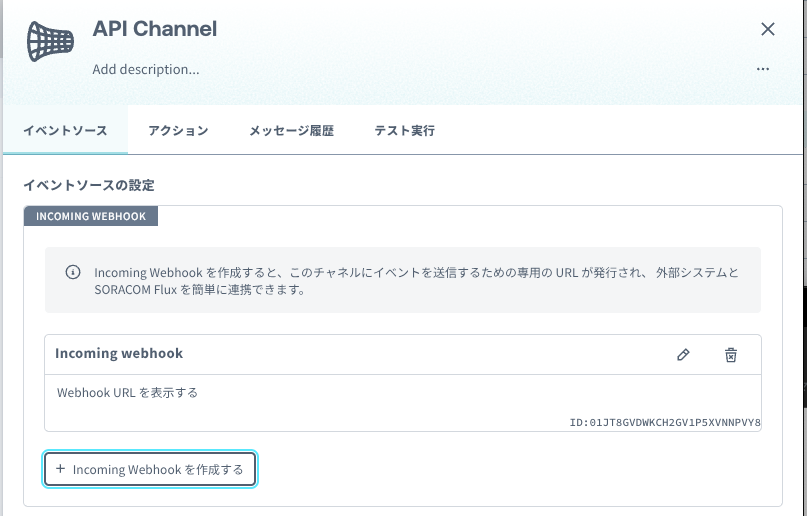 API Channel
Add description...
イベントソース
アクション
メッセージ履歴
テスト実行
イベントソースの設定
INCOMING WEBHOOK
Incoming Webhook を作成すると、このチャネルにイベントを送信するための専用の URL が発行され、 外部システムと
SORACOM Flux を簡単に連携できます。
Incoming webhook
Webhook URL を表示する
ID:01JT8GVDWKCH2GV1P5XVNNPVY8
+ Incoming Webhook を作成する